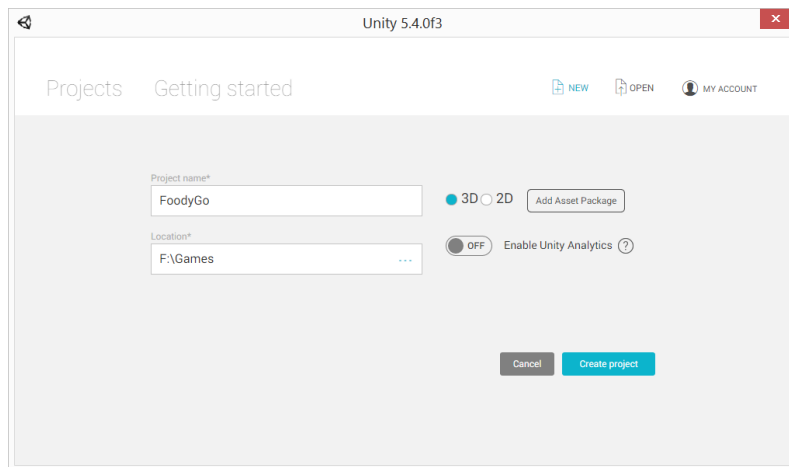 Unity 5.4.0f3
Projects Getting started NEW OPEN MY ACCOUNT
Project name*
FoodyGo 3D 2D Add Asset Package
Location*
F:\Games ... OFF Enable Unity Analytics ?
Cancel Create project